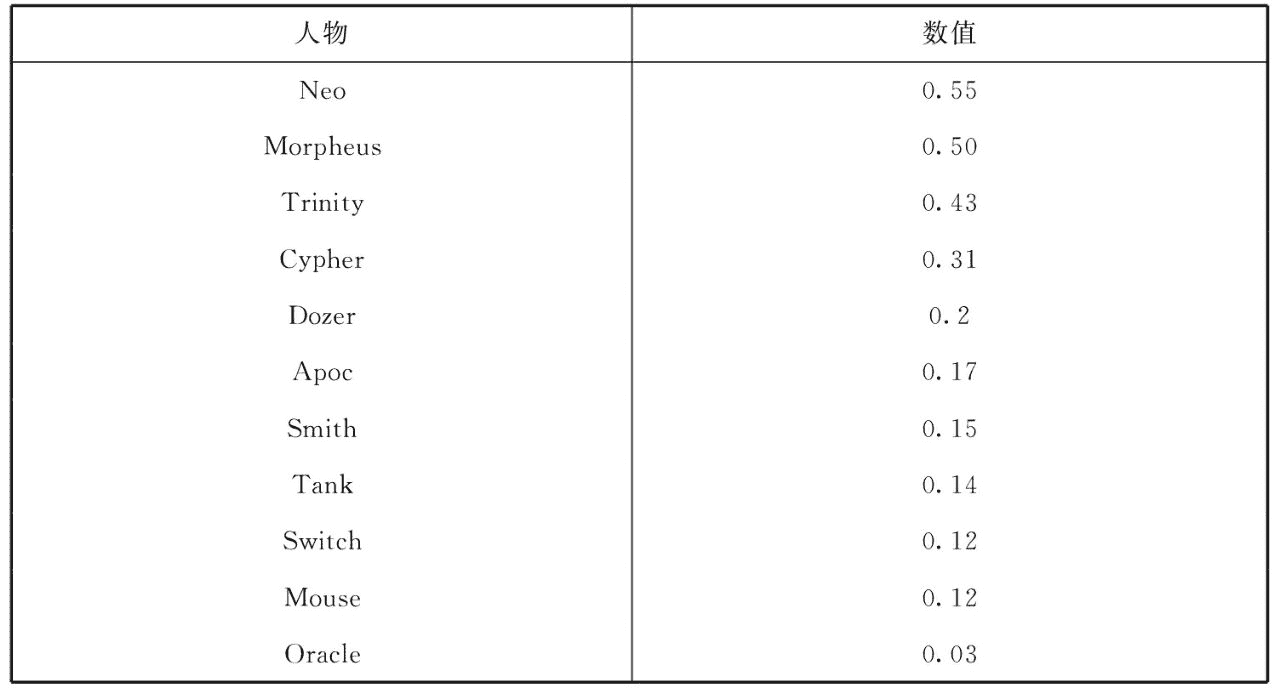 人物 数值
Neo 0.55
Morpheus 0.50
Trinity 0.43
Cypher 0.31
Dozer 0.2
Apoc 0.17
Smith 0.15
Tank 0.14
Switch 0.12
Mouse 0.12
Oracle 0.03